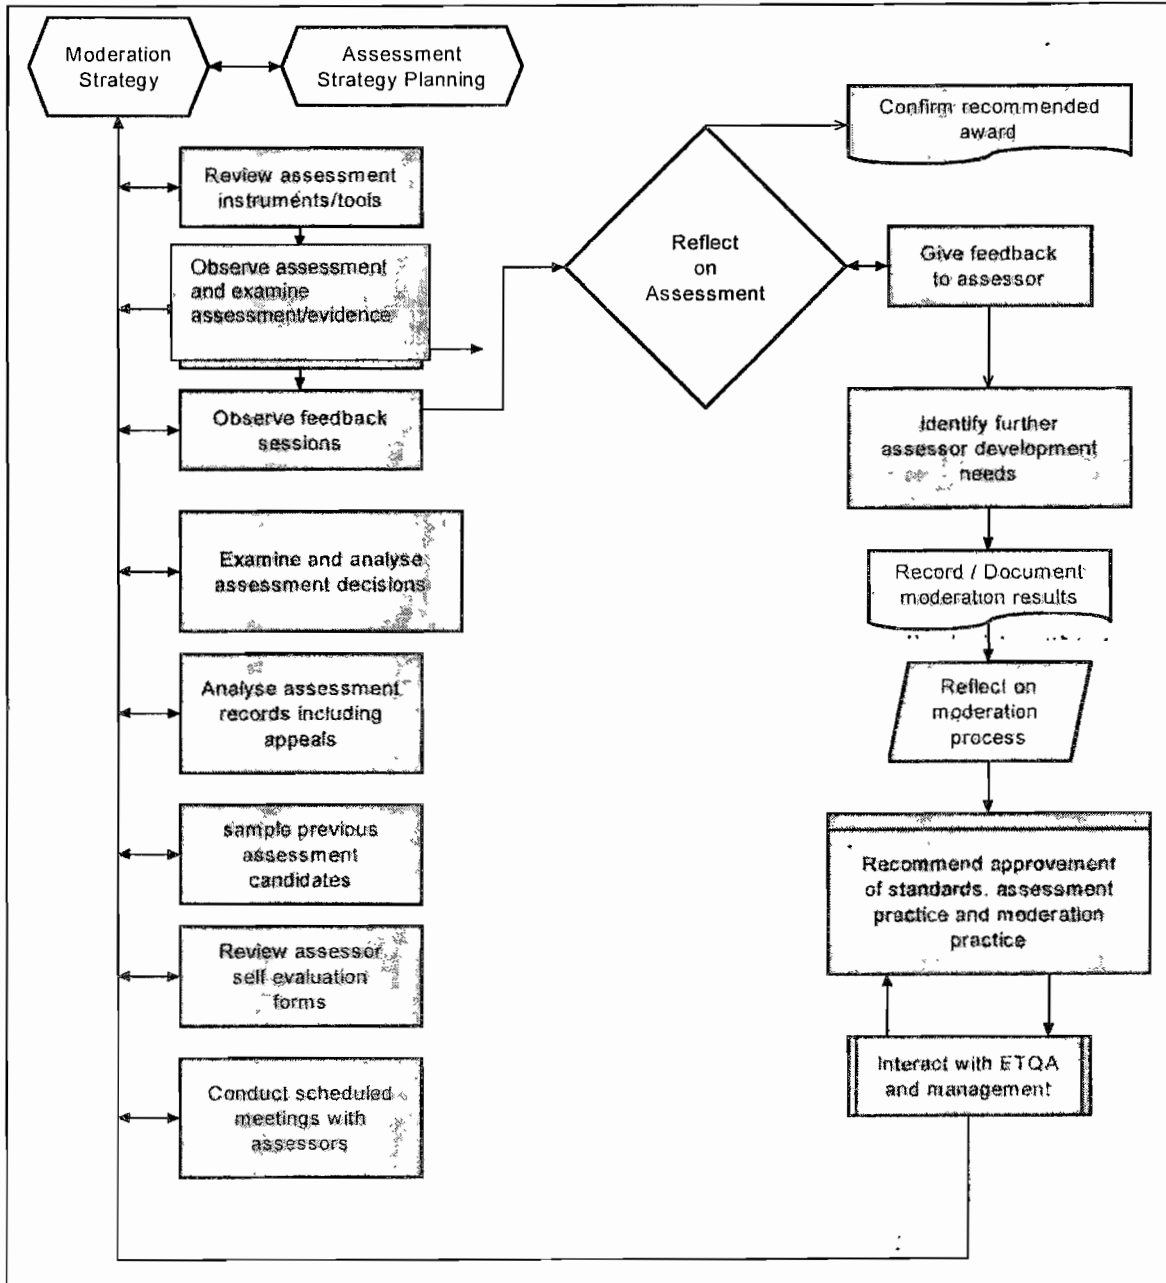 Moderation
Strategy
Assessment
Strategy Planning
Review assessment
instruments/tools
Observe assessment
and examine
assessment/evidence
Observe feedback
sessions
Examine and analyse
assessment decisions
Analyse assessment
records including
appeals
sample previous
assessment
candidates
Review assessor
self evaluation
forms
Conduct scheduled
meetings with
assessors
Reflect
on
Assessment
Confirm recommended
award
Give feedback
to assessor
Identify further
assessor development
needs
Record / Document
moderation results
Reflect on
moderation
process
Recommend approvement
of standards. assessment
practice and moderation
practice
Interact with ETQA
and management